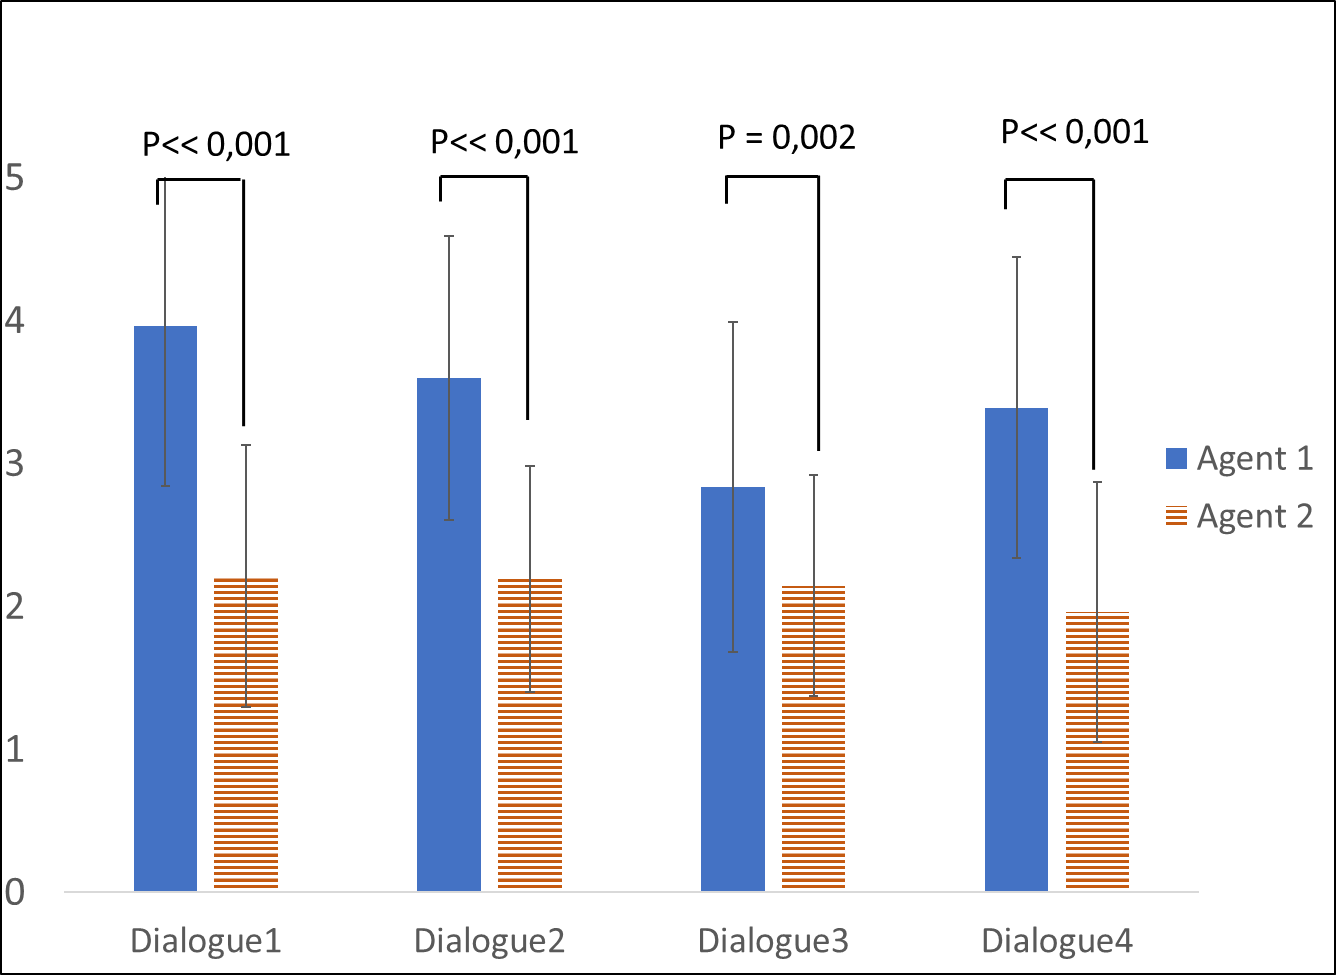 P<< 0,001
P<< 0,001
P = 0,002
P<< 0,001
5
4
3
2
1
0
Agent 1
Agent 2
Dialogue1
Dialogue2
Dialogue3
Dialogue4